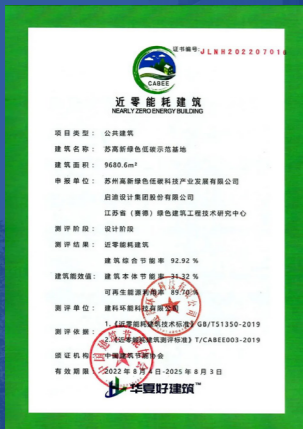 证书编号:JLNH202207016
CABEE
近零能耗建筑
NEARLY ZERO ENERGY BUILDING
项目类型: 公共建筑
建筑名称: 苏高新绿色低碳示范基地
建筑面积: 9680.6m²
申报单位: 苏州高新绿色低碳科技产业发展有限公司
启迪设计集团股份有限公司
江苏省(赛德)绿色建筑工程技术研究中心
测评阶段: 设计阶段
测评结果: 近零能耗建筑
建筑综合节能率 92.92 %
建筑能效值: 建筑本体节能率 31.32 %
可再生能源利用率 89.70 %
测评单位: 建科环能科技有限公司
测评依据: 1.《近零能耗建筑技术标准》GB/T51350-2019
2.《近零能耗建筑测评标准》T/CABEE003-2019
颁证机构: 中国建筑节能协会
有效期限: 2022年8月4日-2025年8月3日
华夏好建筑™